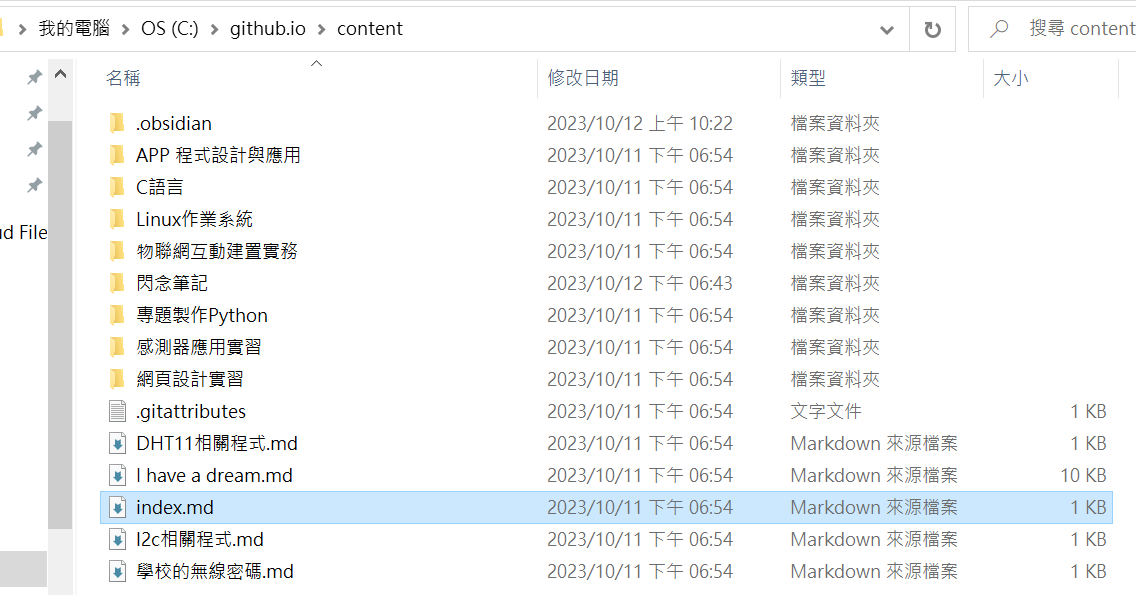 我的電腦 > OS (C:) > github.io > content 搜尋 content
名稱 修改日期 類型 大小
.obsidian 2023/10/12 上午 10:22 檔案資料夾
APP 程式設計與應用 2023/10/11 下午 06:54 檔案資料夾
C語言 2023/10/11 下午 06:54 檔案資料夾
Linux作業系統 2023/10/11 下午 06:54 檔案資料夾
ud File
物聯網互動建置實務 2023/10/11 下午 06:54 檔案資料夾
閃念筆記 2023/10/12 下午 06:43 檔案資料夾
專題製作Python 2023/10/11 下午 06:54 檔案資料夾
感測器應用實習 2023/10/11 下午 06:54 檔案資料夾
網頁設計實習 2023/10/11 下午 06:54 檔案資料夾
.gitattributes 2023/10/11 下午 06:54 文字文件 1 KB
DHT11相關程式.md 2023/10/11 下午 06:54 Markdown 來源檔案 1 KB
I have a dream.md 2023/10/11 下午 06:54 Markdown 來源檔案 10 KB
index.md 2023/10/11 下午 06:54 Markdown 來源檔案 1 KB
I2c相關程式.md 2023/10/11 下午 06:54 Markdown 來源檔案 1 KB
學校的無線密碼.md 2023/10/11 下午 06:54 Markdown 來源檔案 1 KB